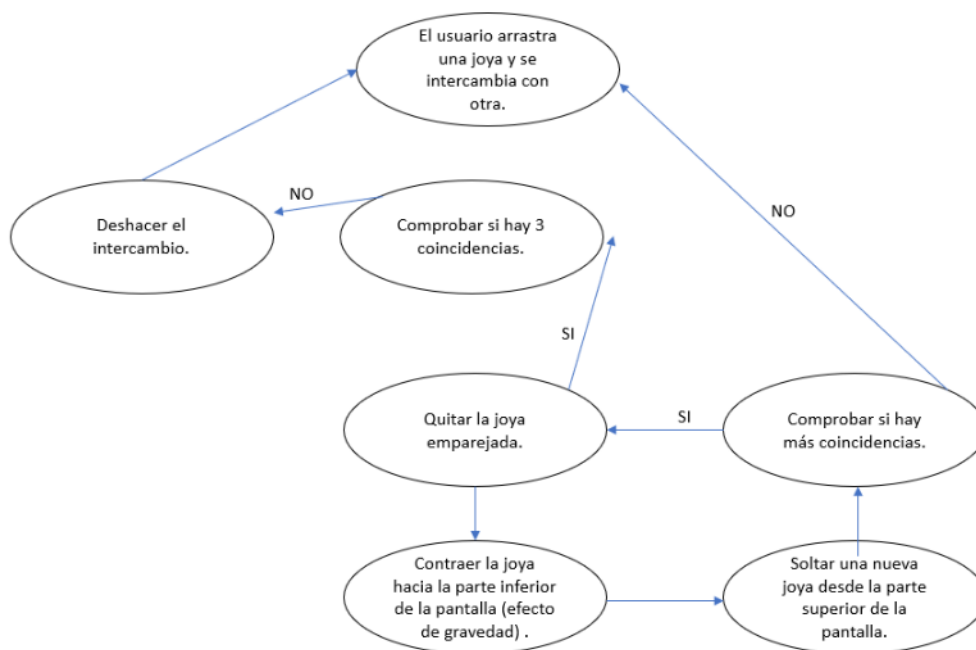 El usuario arrastra
una joya y se
intercambia con
otra.
NO
Deshacer el
intercambio.
Comprobar si hay 3
coincidencias.
NO
SI
Quitar la joya
emparejada.
SI
Comprobar si hay
más coincidencias.
Contraer la joya
hacia la parte inferior
de la pantalla (efecto
de gravedad) .
Soltar una nueva
joya desde la parte
superior de la
pantalla.